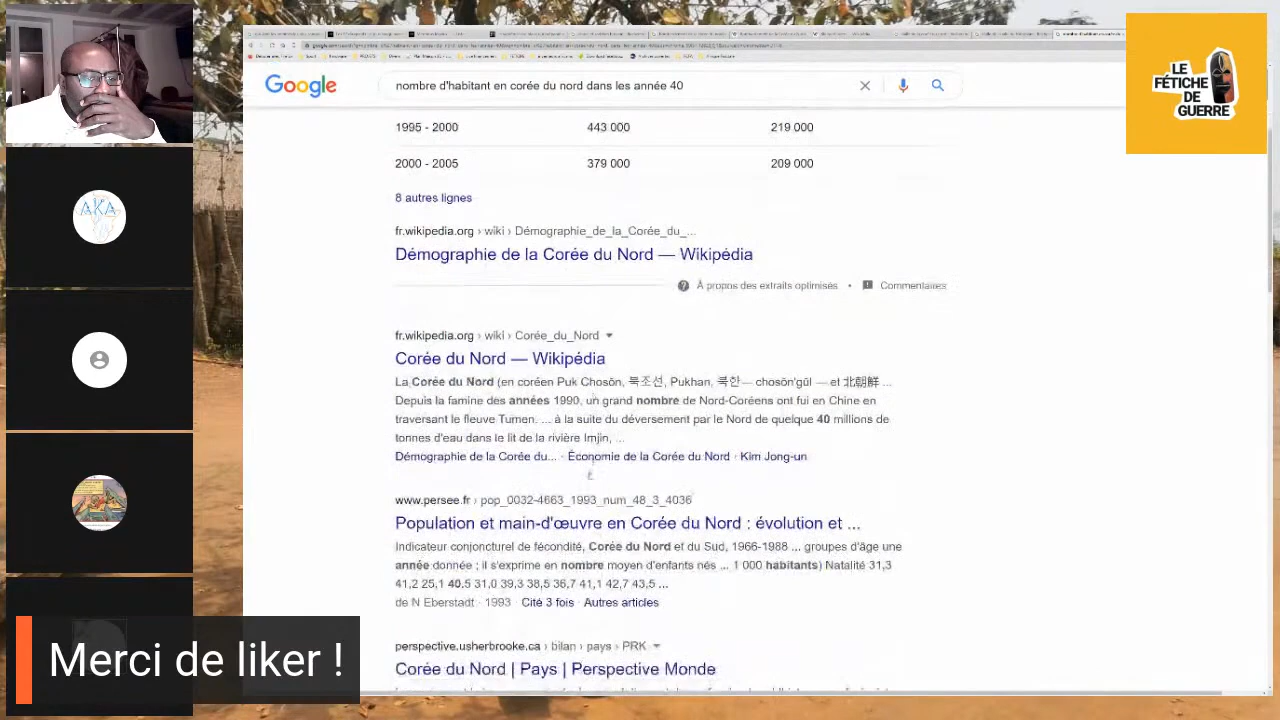 Google
nombre d'habitant en corée du nord dans les année 40
1995 - 2000 443 000 219 000
2000 - 2005 379 000 209 000
8 autres lignes
fr.wikipedia.org › wiki › Démographie_de_la_Corée_du_...
Démographie de la Corée du Nord — Wikipédia
À propos des extraits optimisés • Commentaires
fr.wikipedia.org › wiki › Corée_du_Nord
Corée du Nord — Wikipédia
La Corée du Nord (en coréen Puk Chosŏn, 북조선, Pukhan, 북한— chosŏn'gŭl — et 北朝鮮 ...
Depuis la famine des années 1990, un grand nombre de Nord-Coréens ont fui en Chine en
traversant le fleuve Tumen. ... à la suite du déversement par le Nord de quelque 40 millions de
tonnes d'eau dans le lit de la rivière Imjin, ...
Démographie de la Corée du... · Économie de la Corée du Nord · Kim Jong-un
www.persee.fr › pop_0032-4663_1993_num_48_3_4036
Population et main-d'œuvre en Corée du Nord : évolution et ...
Indicateur conjoncturel de fécondité, Corée du Nord et du Sud, 1966-1988 ... groupes d'âge une
année donnée ; il s'exprime en nombre moyen d'enfants nés ... 1 000 habitants) Natalité 31,3
41,2 25,1 40,5 31,0 39,3 38,5 36,7 41,1 42,7 43,5 ...
de N Eberstadt · 1993 · Cité 3 fois · Autres articles
perspective.usherbrooke.ca › bilan › pays › PRK
Corée du Nord | Pays | Perspective Monde
LE
FÉTICHE
DE
GUERRE
AKA
Merci de liker !